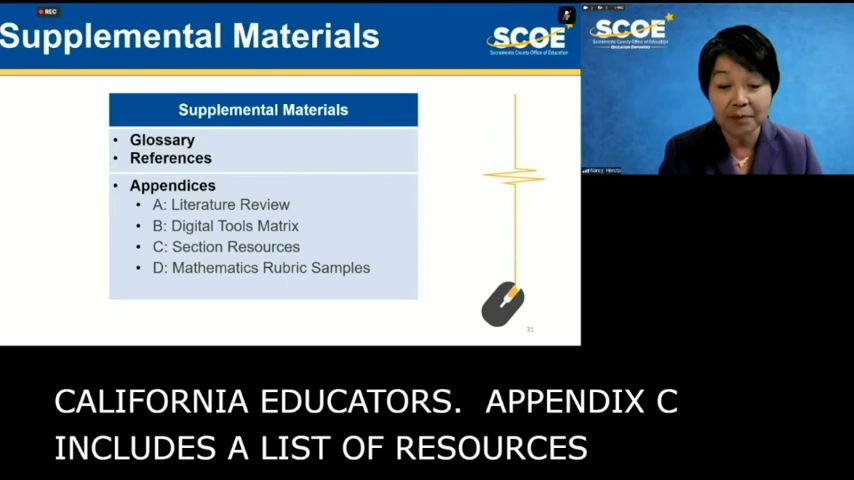 REC
Supplemental Materials
SCOE
Sacramento County Office of Education
SCOE
Sacramento County Office of Education
Supplemental Materials
• Glossary
• References
• Appendices
• A: Literature Review
• B: Digital Tools Matrix
• C: Section Resources
• D: Mathematics Rubric Samples
31
CALIFORNIA EDUCATORS. APPENDIX C
INCLUDES A LIST OF RESOURCES